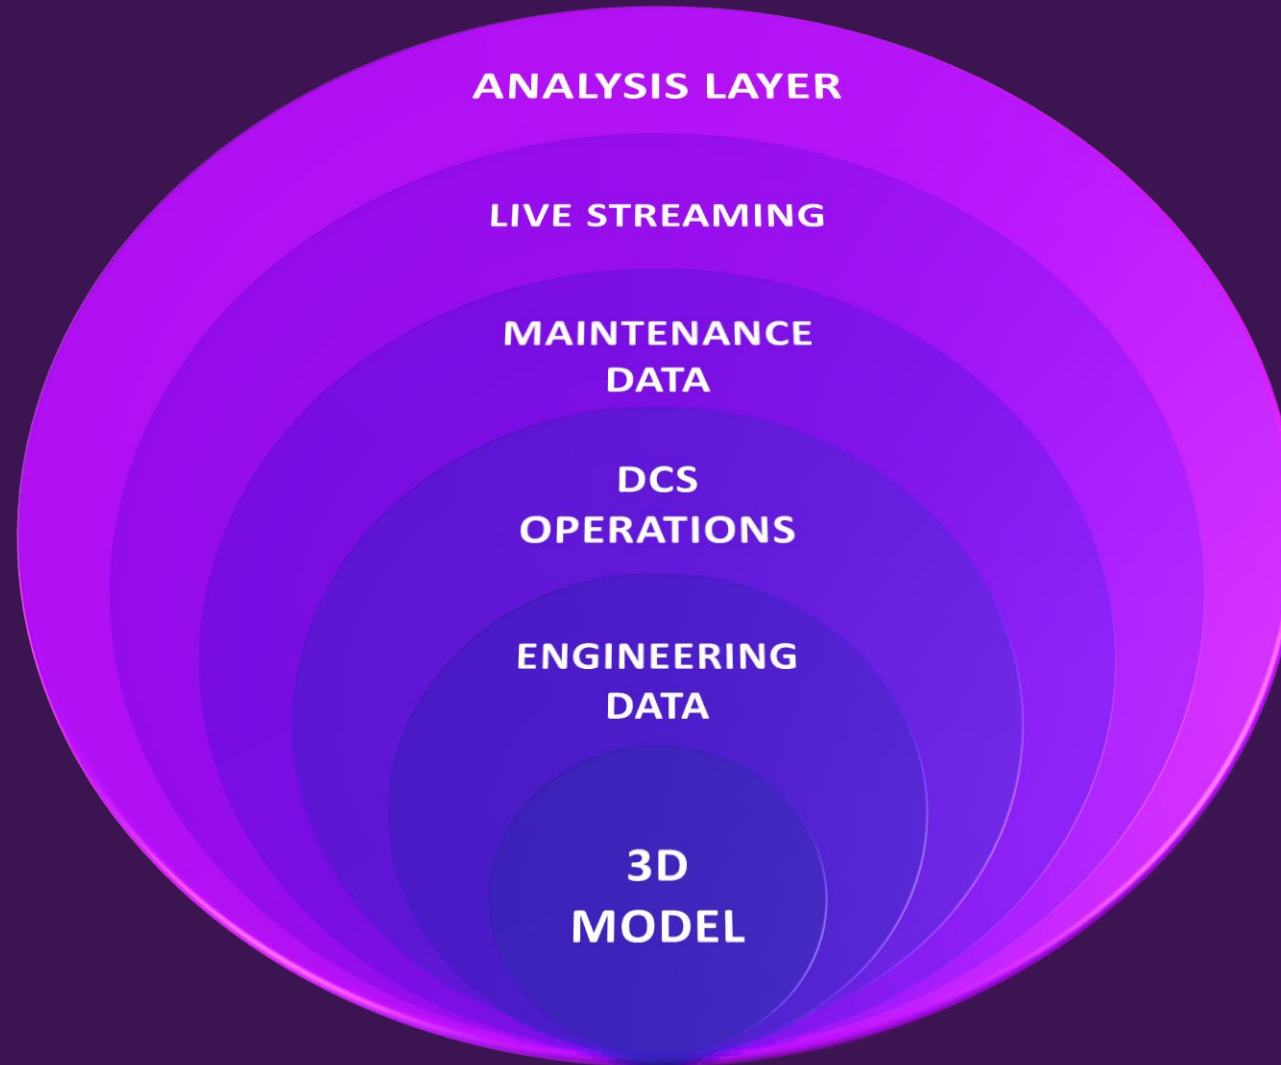 ANALYSIS LAYER
LIVE STREAMING
MAINTENANCE
DATA
DCS
OPERATIONS
ENGINEERING
DATA
3D
MODEL